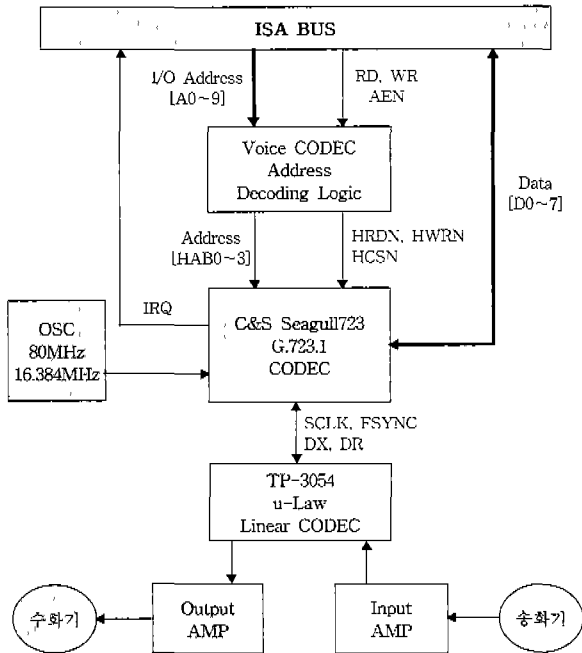 ISA BUS
I/O Address
[A0~9]
RD, WR
AEN
Voice CODEC
Address
Decoding Logic
Data
[D0~7]
Address
[HAB0~3]
HRDN, HWRN
HCSN
IRQ
OSC
80MHz
16.384MHz
C&S Seagull723
G.723.1
CODEC
SCLK, FSYNC
DX, DR
TP-3054
u-Law
Linear CODEC
수화기
Output
AMP
Input
AMP
송화기